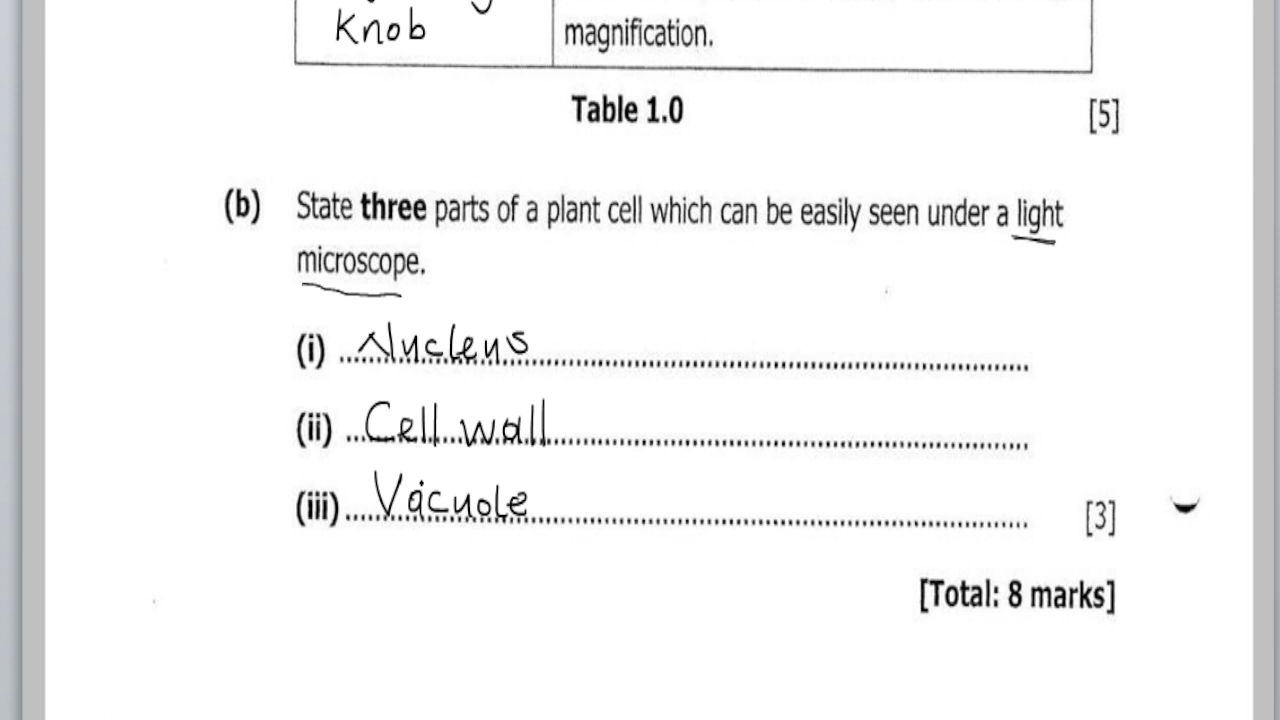 Knob
magnification.
Table 1.0
[5]
(b) State three parts of a plant cell which can be easily seen under a light
microscope.
(i) Nucleus
(ii) Cell wall
(iii) Vacuole [3]
[Total: 8 marks]